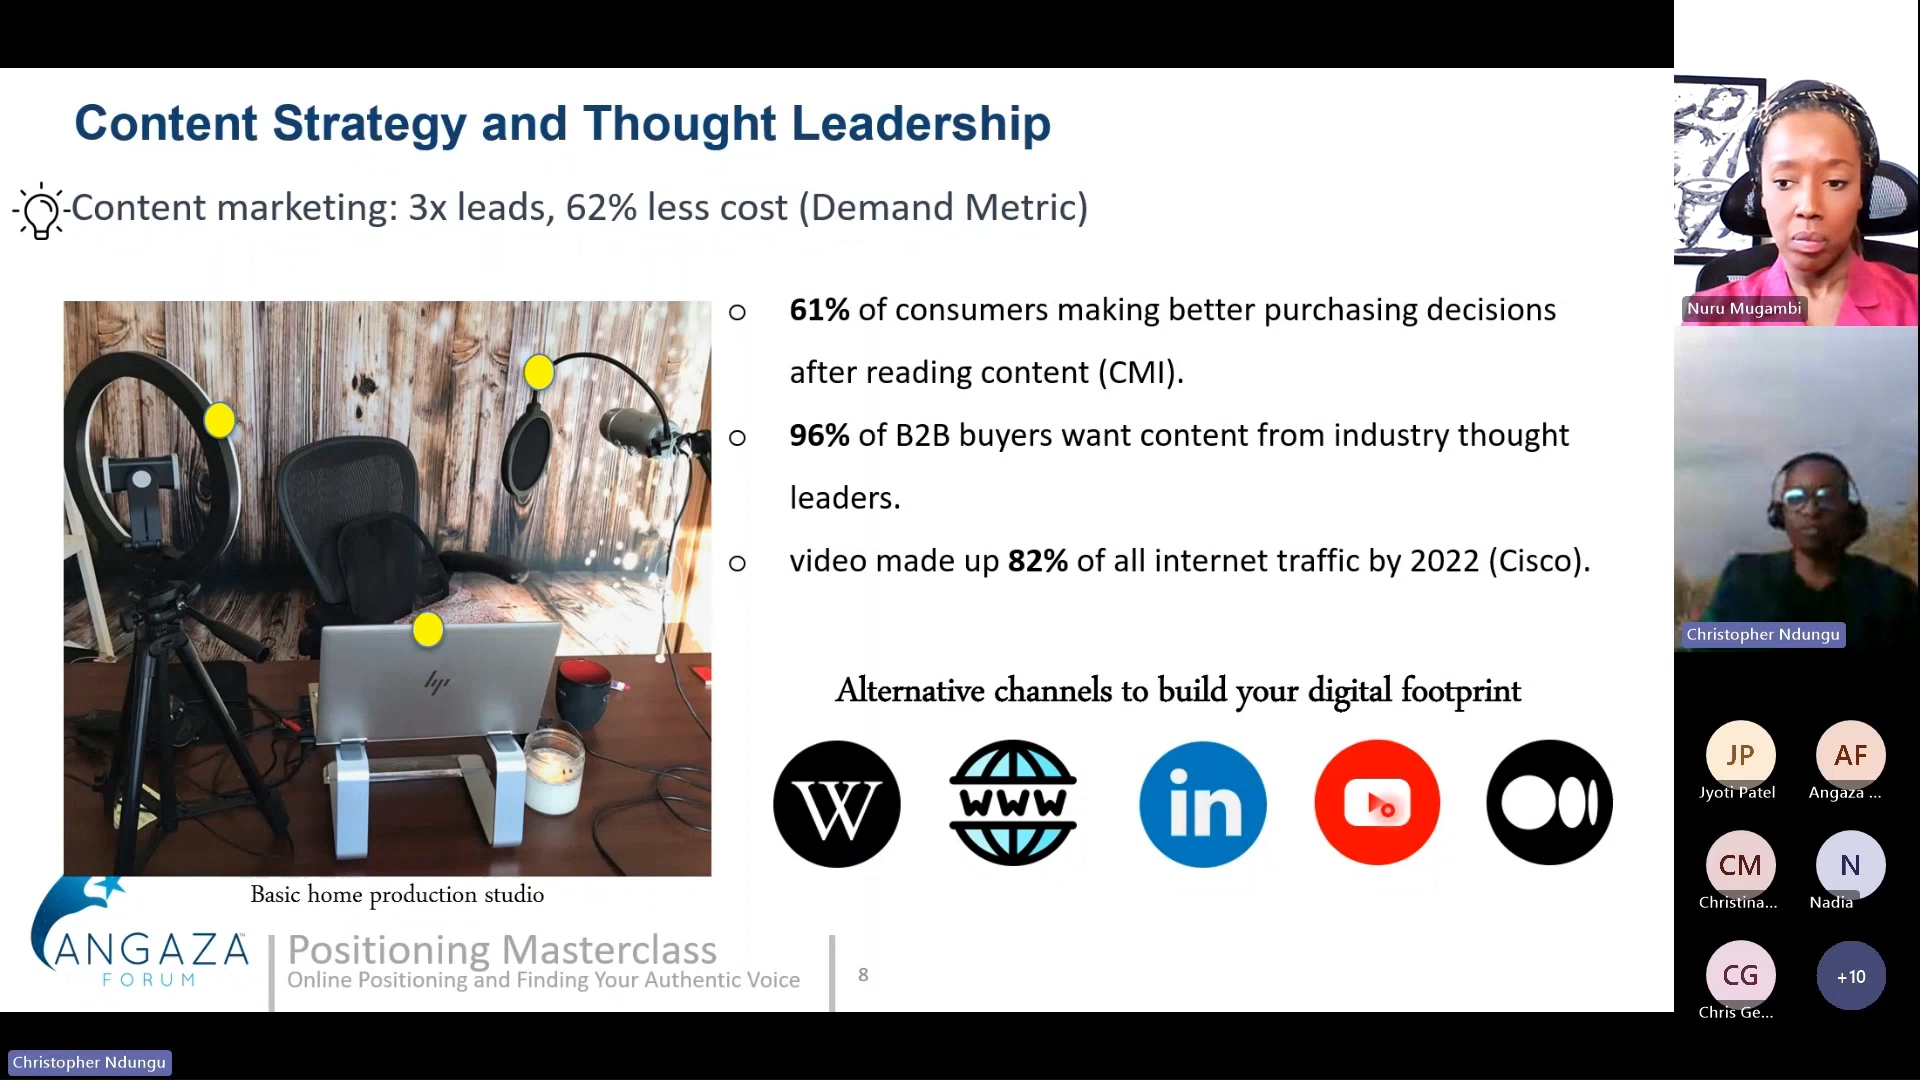 Content Strategy and Thought Leadership
Content marketing: 3x leads, 62% less cost (Demand Metric)
61% of consumers making better purchasing decisions
after reading content (CMI).
96% of B2B buyers want content from industry thought
leaders.
video made up 82% of all internet traffic by 2022 (Cisco).
Alternative channels to build your digital footprint
W
WWW
in
hp
Basic home production studio
ANGAZA
FORUM
Positioning Masterclass
Online Positioning and Finding Your Authentic Voice
8
Nuru Mugambi
Christopher Ndungu
JP
Jyoti Patel
AF
Angaza ...
CM
Christina...
N
Nadia
CG
Chris Ge...
+10
Christopher Ndungu